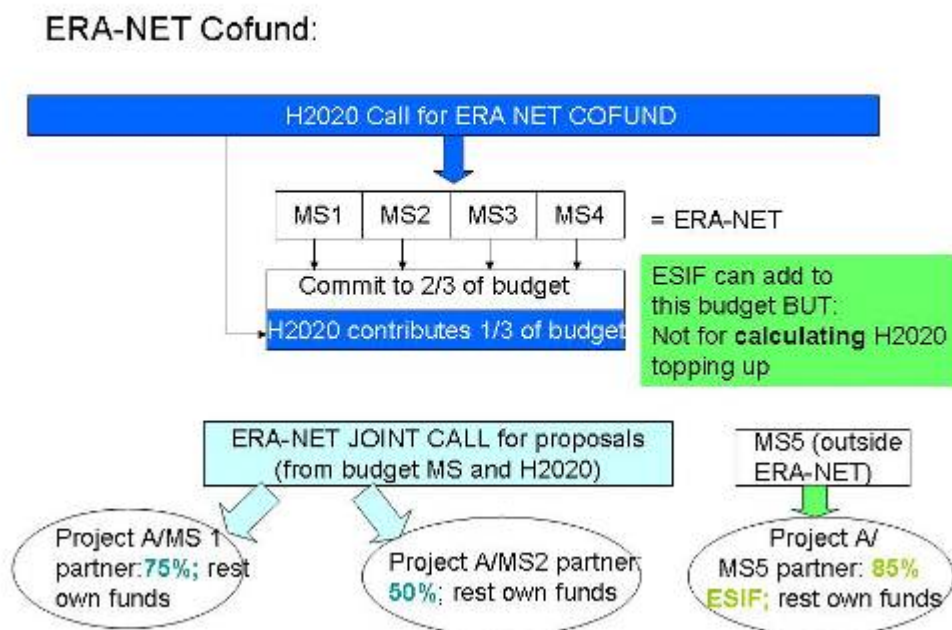 ERA-NET Cofund:
H2020 Call for ERA NET COFUND
MS1
MS2
MS3
MS4
= ERA-NET
Commit to 2/3 of budget
H2020 contributes 1/3 of budget
ESIF can add to
this budget BUT:
Not for calculating H2020
topping up
ERA-NET JOINT CALL for proposals
(from budget MS and H2020)
MS5 (outside
ERA-NET)
Project A/MS 1
partner:75%; rest
own funds
Project A/MS2 partner:
50%; rest own funds
Project A/
MS5 partner: 85%
ESIF; rest own funds